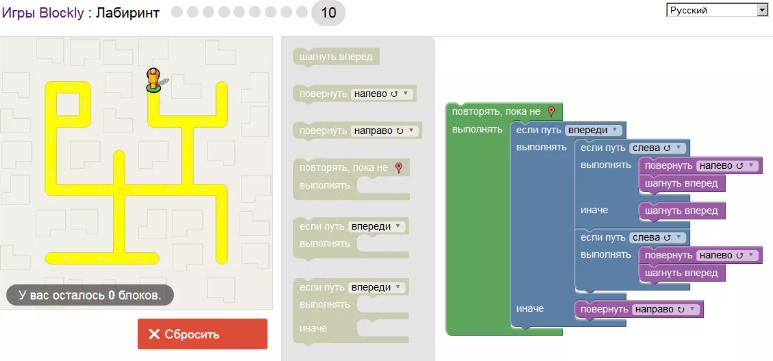 Игры Blockly : Лабиринт 10
Русский
шагнуть вперед
повернуть налево ↺ ▼
повернуть направо ↻ ▼
повторять, пока не
выполнять
если путь впереди ▼
выполнять
если путь впереди ▼
выполнять
иначе
повторять, пока не
выполнять
если путь впереди ▼
выполнять
если путь слева ↺ ▼
выполнять
повернуть налево ↺ ▼
шагнуть вперед
иначе
шагнуть вперед
если путь слева ↺ ▼
выполнять
повернуть налево ↺ ▼
шагнуть вперед
иначе
повернуть направо ↻ ▼
У вас осталось 0 блоков.
✕ Сбросить